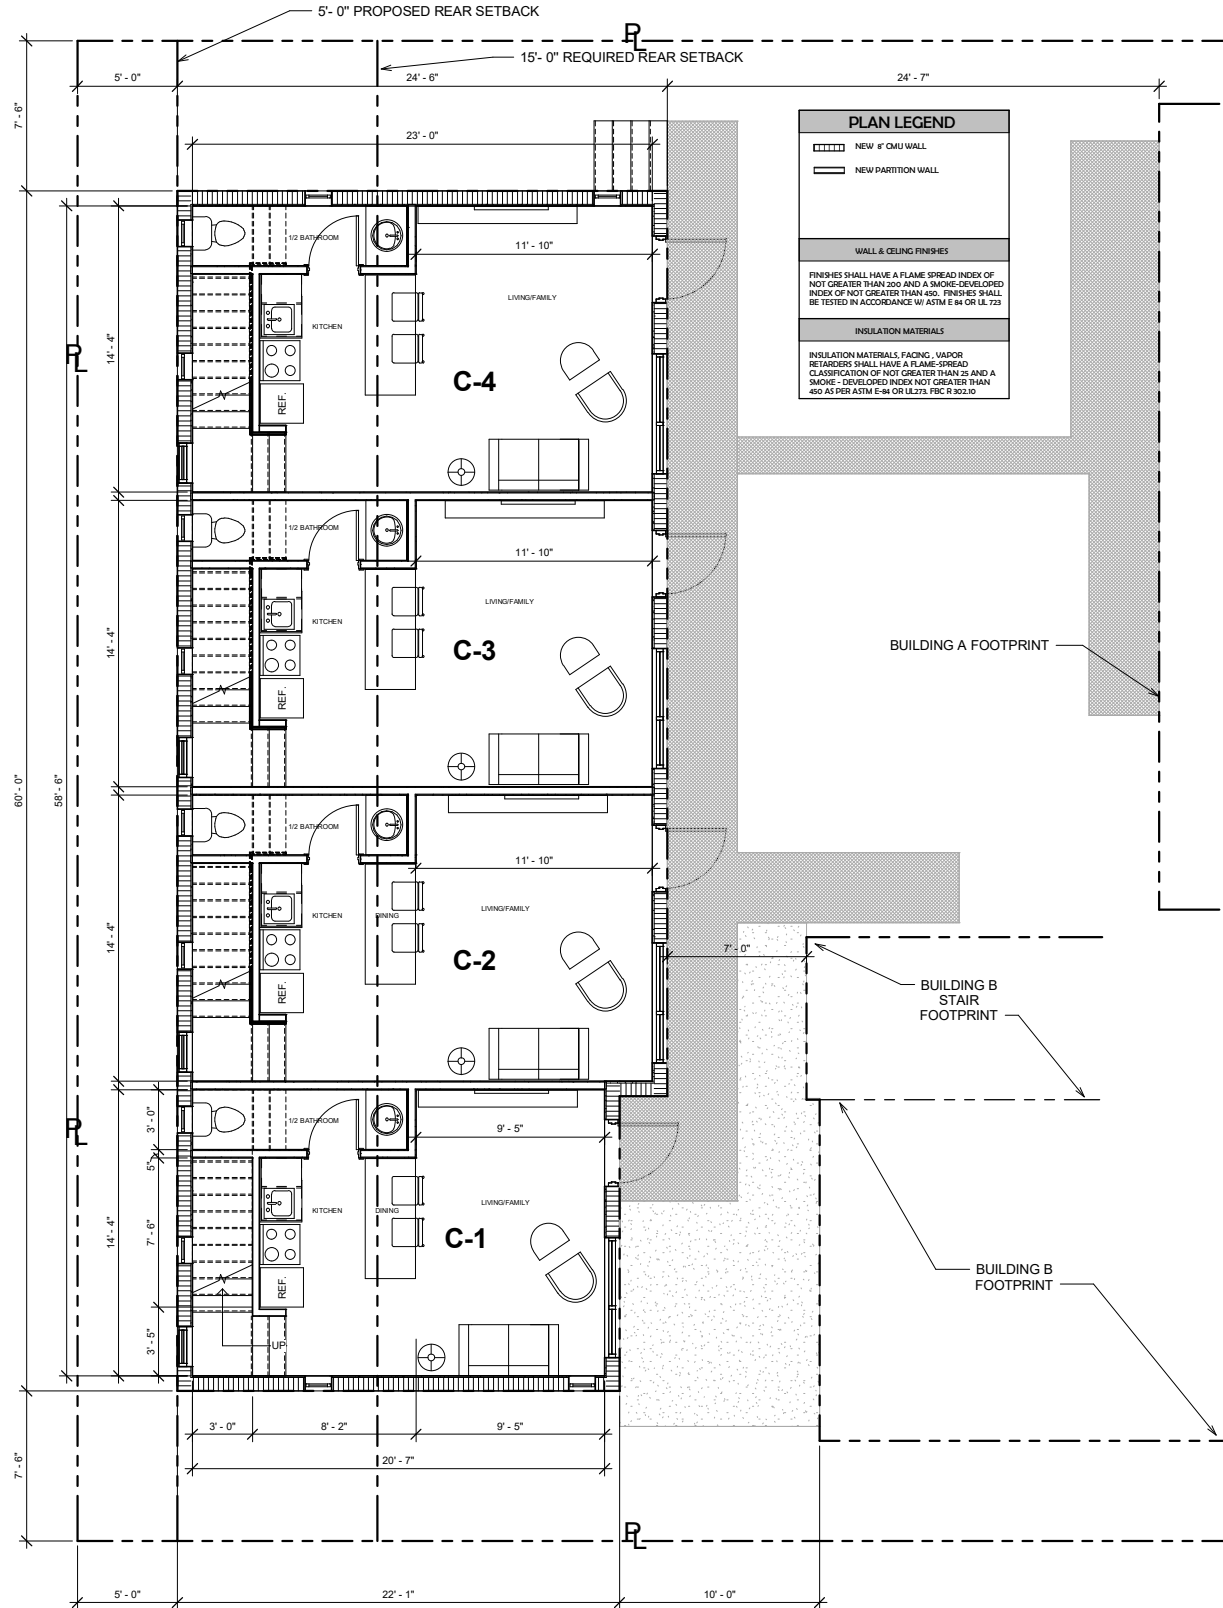 5'- 0" PROPOSED REAR SETBACK
PL
15'- 0" REQUIRED REAR SETBACK
5' - 0"
24' - 6"
24' - 7"
7' - 6"
23' - 0"
PLAN LEGEND
NEW 8" CMU WALL
NEW PARTITION WALL
WALL & CELING FINISHES
FINISHES SHALL HAVE A FLAME SPREAD INDEX OF
NOT GREATER THAN 200 AND A SMOKE-DEVELOPED
INDEX OF NOT GREATER THAN 450. FINISHES SHALL
BE TESTED IN ACCORDANCE W/ ASTM E 84 OR UL 723
INSULATION MATERIALS
INSULATION MATERIALS, FACING , VAPOR
RETARDERS SHALL HAVE A FLAME-SPREAD
CLASSIFICATION OF NOT GREATER THAN 25 AND A
SMOKE - DEVELOPED INDEX NOT GREATER THAN
450 AS PER ASTM E-84 OR UL273. FBC R 302.10
1/2 BATHROOM
11' - 10"
LIVING/FAMILY
KITCHEN
14' - 4"
PL
C-4
REF.
1/2 BATHROOM
11' - 10"
LIVING/FAMILY
KITCHEN
14' - 4"
C-3
REF.
BUILDING A FOOTPRINT
60' - 0"
58' - 6"
1/2 BATHROOM
11' - 10"
LIVING/FAMILY
KITCHEN
DINING
14' - 4"
C-2
REF.
7' - 0"
BUILDING B
STAIR
FOOTPRINT
3' - 0"
PL
1/2 BATHROOM
9' - 5"
5"
LIVING/FAMILY
KITCHEN
DINING
14' - 4"
7' - 6"
C-1
REF.
BUILDING B
FOOTPRINT
3' - 5"
UP
3' - 0"
8' - 2"
9' - 5"
20' - 7"
7' - 6"
PL
5' - 0"
22' - 1"
10' - 0"